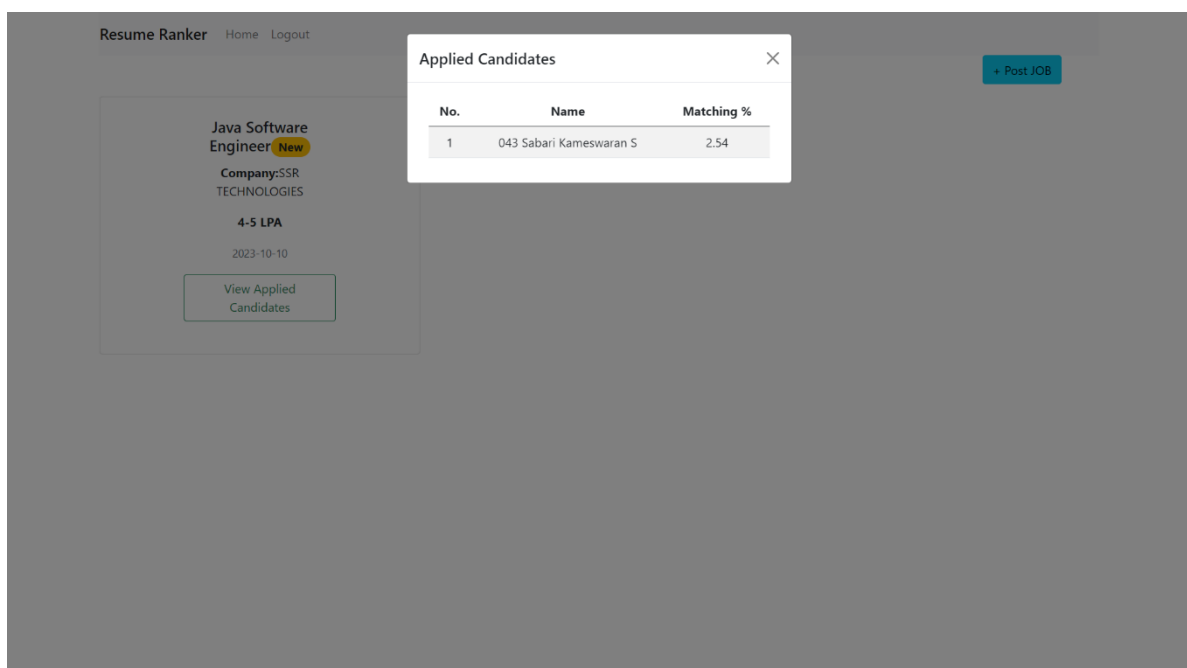 Resume Ranker Home Logout
Applied Candidates
+ Post JOB
No. Name Matching %
1 043 Sabari Kameswaran S 2.54
Java Software
Engineer New
Company:SSR
TECHNOLOGIES
4-5 LPA
2023-10-10
View Applied
Candidates